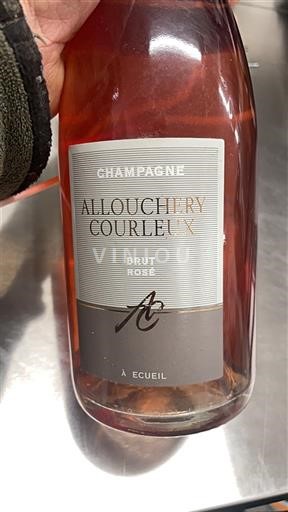 CHAMPAGNE
ALLOUCHERY
COURLEUX
VINIOU
BRUT
ROSÉ
AC
À ECUEIL